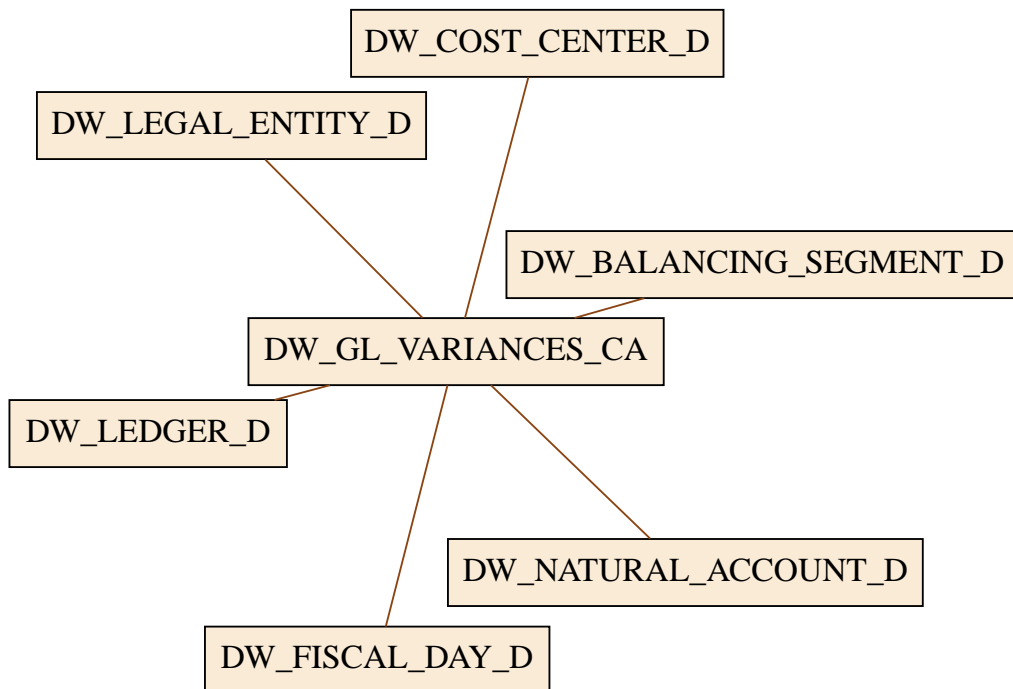 DW_COST_CENTER_D
DW_LEGAL_ENTITY_D
DW_BALANCING_SEGMENT_D
DW_GL_VARIANCES_CA
DW_LEDGER_D
DW_NATURAL_ACCOUNT_D
DW_FISCAL_DAY_D